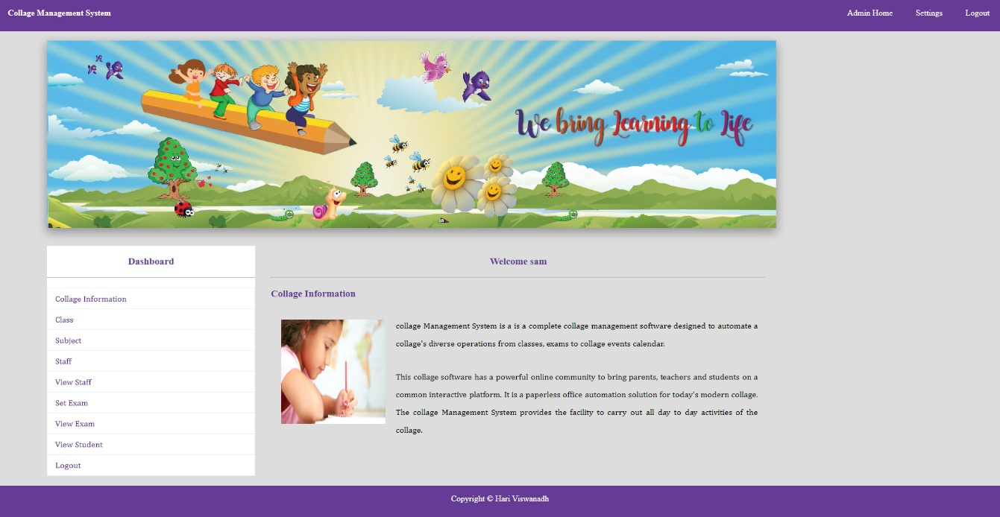 Collage Management System
Admin Home Settings Logout
We bring Learning to Life
Dashboard
Collage Information
Class
Subject
Staff
View Staff
Set Exam
View Exam
View Student
Logout
Welcome sam
Collage Information
collage Management System is a is a complete collage management software designed to automate a
collage's diverse operations from classes, exams to collage events calendar.
This collage software has a powerful online community to bring parents, teachers and students on a
common interactive platform. It is a paperless office automation solution for today's modern collage.
The collage Management System provides the facility to carry out all day to day activities of the
collage.
Copyright © Hari Viswanadh